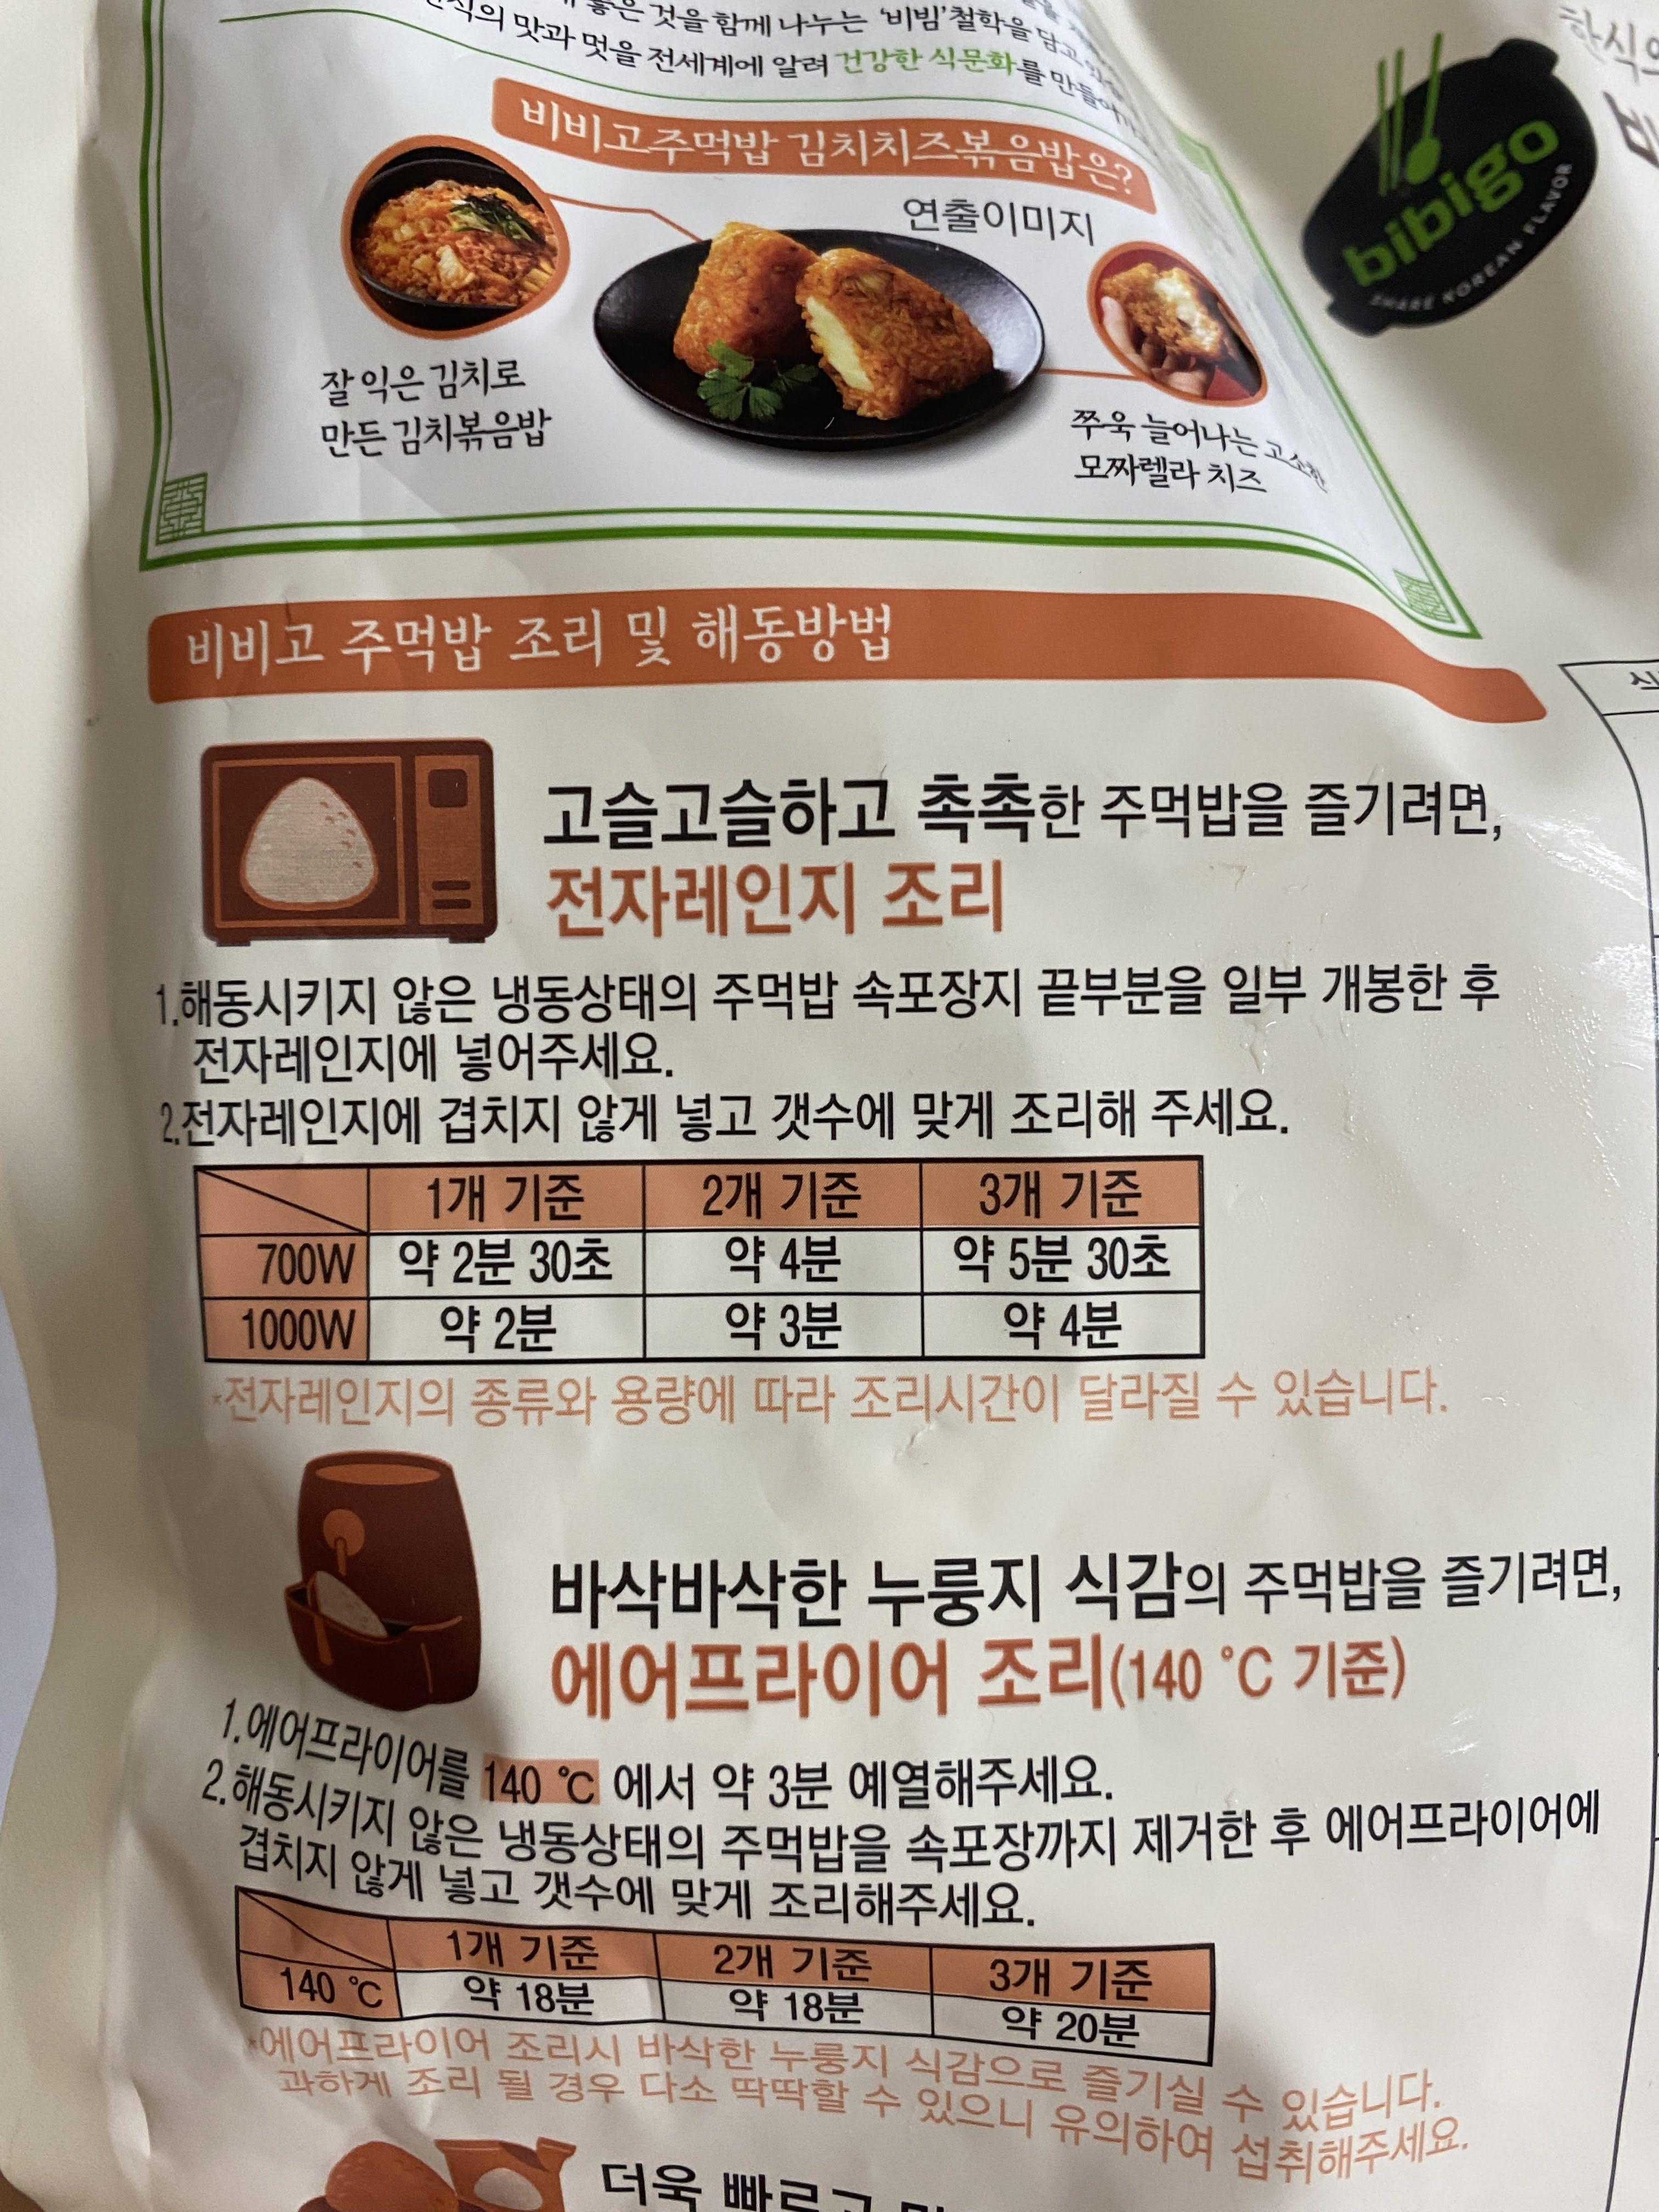 좋은 것을 함께 나누는 '비빔'철학을 담고
맛과 멋을 전세계에 알려 건강한 식문화를
비비고주먹밥 김치치즈볶음밥은?
연출이미지
잘 익은 김치로
만든 김치볶음밥
쭈욱 늘어나는 고소한
모짜렐라 치즈
bibigo
SHARE KOREAN FLAVOR
비비고 주먹밥 조리 및 해동방법
고슬고슬하고 촉촉한 주먹밥을 즐기려면,
전자레인지 조리
1.해동시키지 않은 냉동상태의 주먹밥 속포장지 끝부분을 일부 개봉한 후
전자레인지에 넣어주세요.
2.전자레인지에 겹치지 않게 넣고 갯수에 맞게 조리해 주세요.
1개 기준 2개 기준 3개 기준
700W 약 2분 30초 약 4분 약 5분 30초
1000W 약 2분 약 3분 약 4분
*전자레인지의 종류와 용량에 따라 조리시간이 달라질 수 있습니다.
바삭바삭한 누룽지 식감의 주먹밥을 즐기려면,
에어프라이어 조리(140 ℃ 기준)
1.에어프라이어를 140 ℃ 에서 약 3분 예열해주세요.
2.해동시키지 않은 냉동상태의 주먹밥을 속포장까지 제거한 후 에어프라이어에
겹치지 않게 넣고 갯수에 맞게 조리해주세요.
1개 기준 2개 기준 3개 기준
140 ℃ 약 18분 약 18분 약 20분
*에어프라이어 조리시 바삭한 누룽지 식감으로 즐기실 수 있습니다.
과하게 조리 될 경우 다소 딱딱할 수 있으니 유의하여 섭취해주세요.
더욱 빠르고